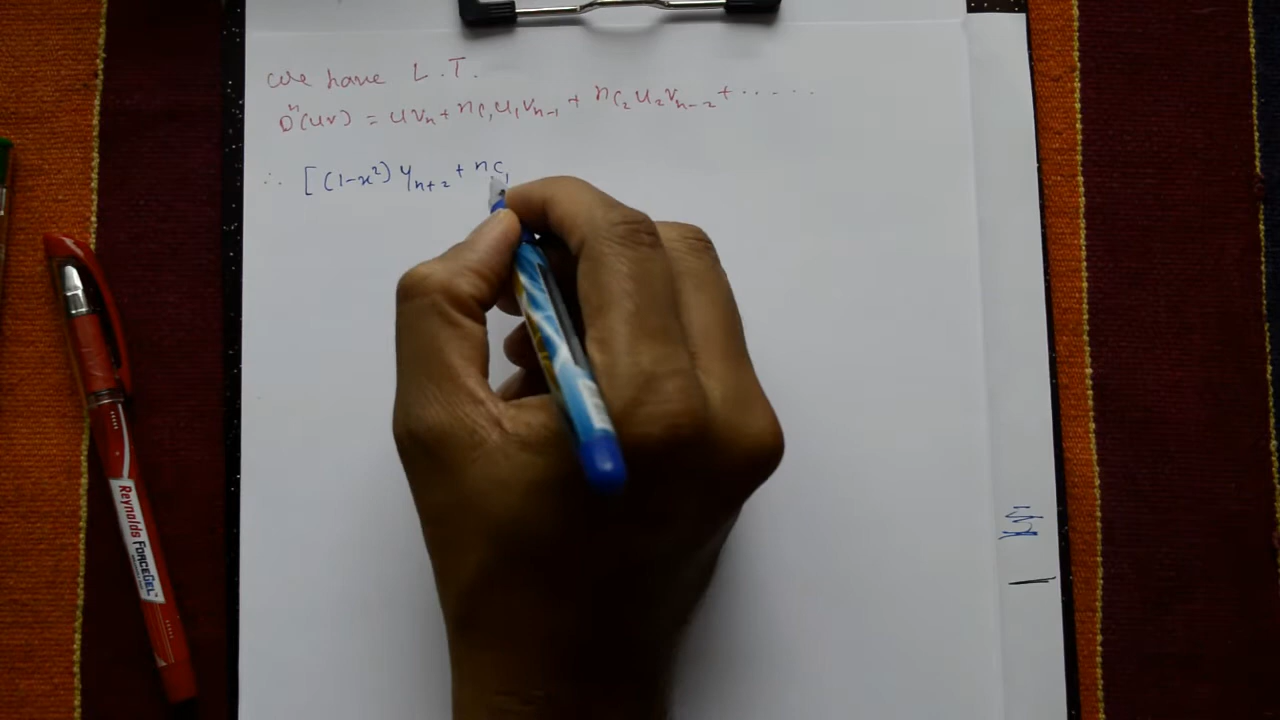 We have L.T.
Dⁿ(uv) = uvₙ + nc₁u₁vₙ₋₁ + nc₂u₂vₙ₋₂ + ......
∴ [(1-x²) yₙ₊₂ + nc₁
Reynolds FORCEGEL